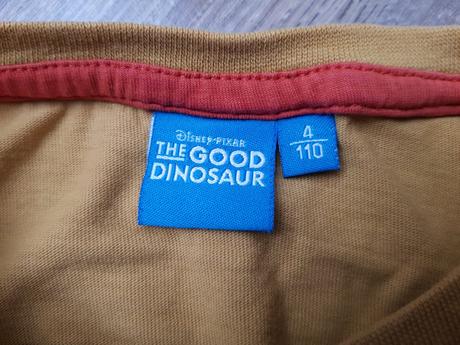 DISNEY·PIXAR
THE GOOD
DINOSAUR
4
110